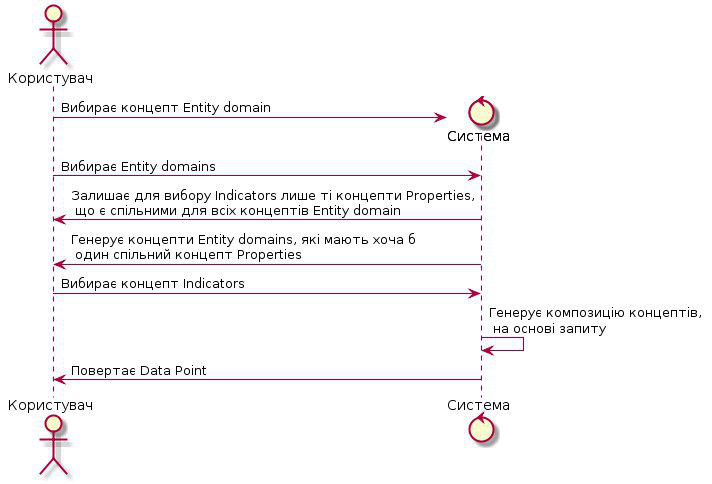 Користувач
Вибирає концепт Entity domain
Система
Вибирає Entity domains
Залишає для вибору Indicators лише ті концепти Properties,
що є спільними для всіх концептів Entity domain
Генерує концепти Entity domains, які мають хоча б
один спільний концепт Properties
Вибирає концепт Indicators
Генерує композицію концептів,
на основі запиту
Повертає Data Point
Користувач
Система